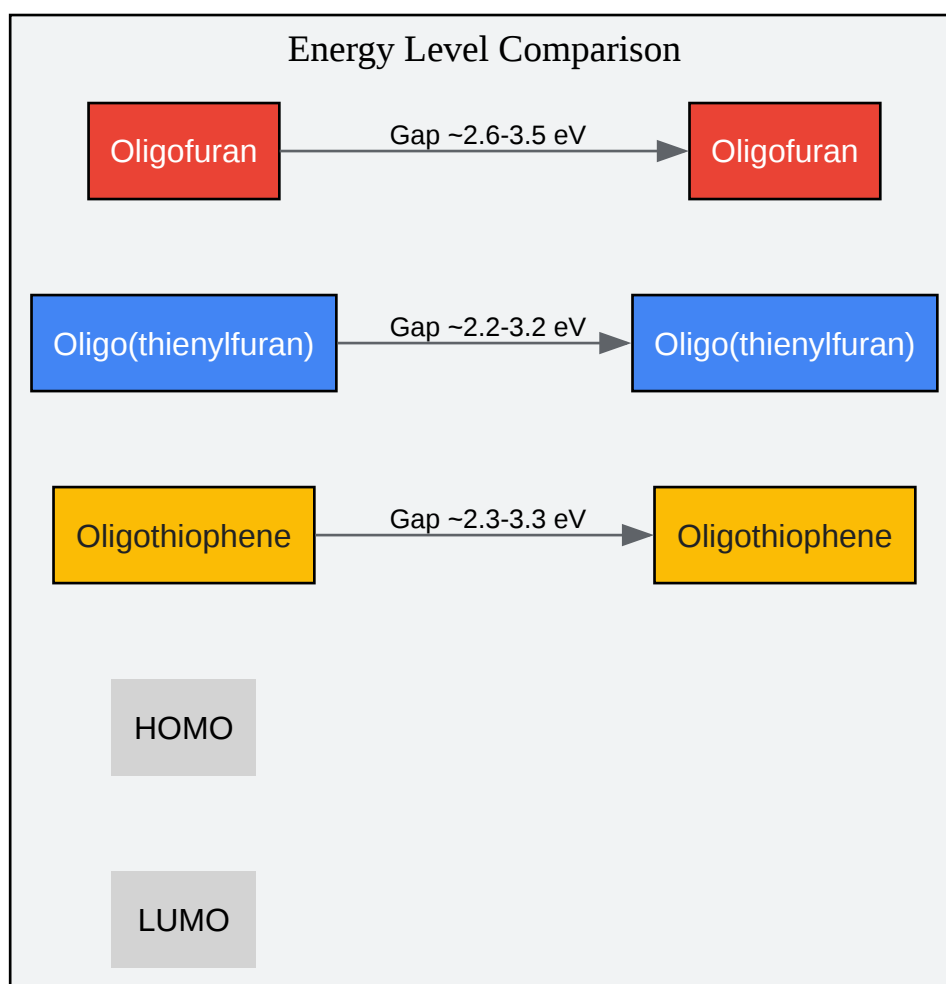 Energy Level Comparison
Oligofuran
Gap ~2.6-3.5 eV
Oligofuran
Oligo(thienylfuran)
Gap ~2.2-3.2 eV
Oligo(thienylfuran)
Oligothiophene
Gap ~2.3-3.3 eV
Oligothiophene
HOMO
LUMO